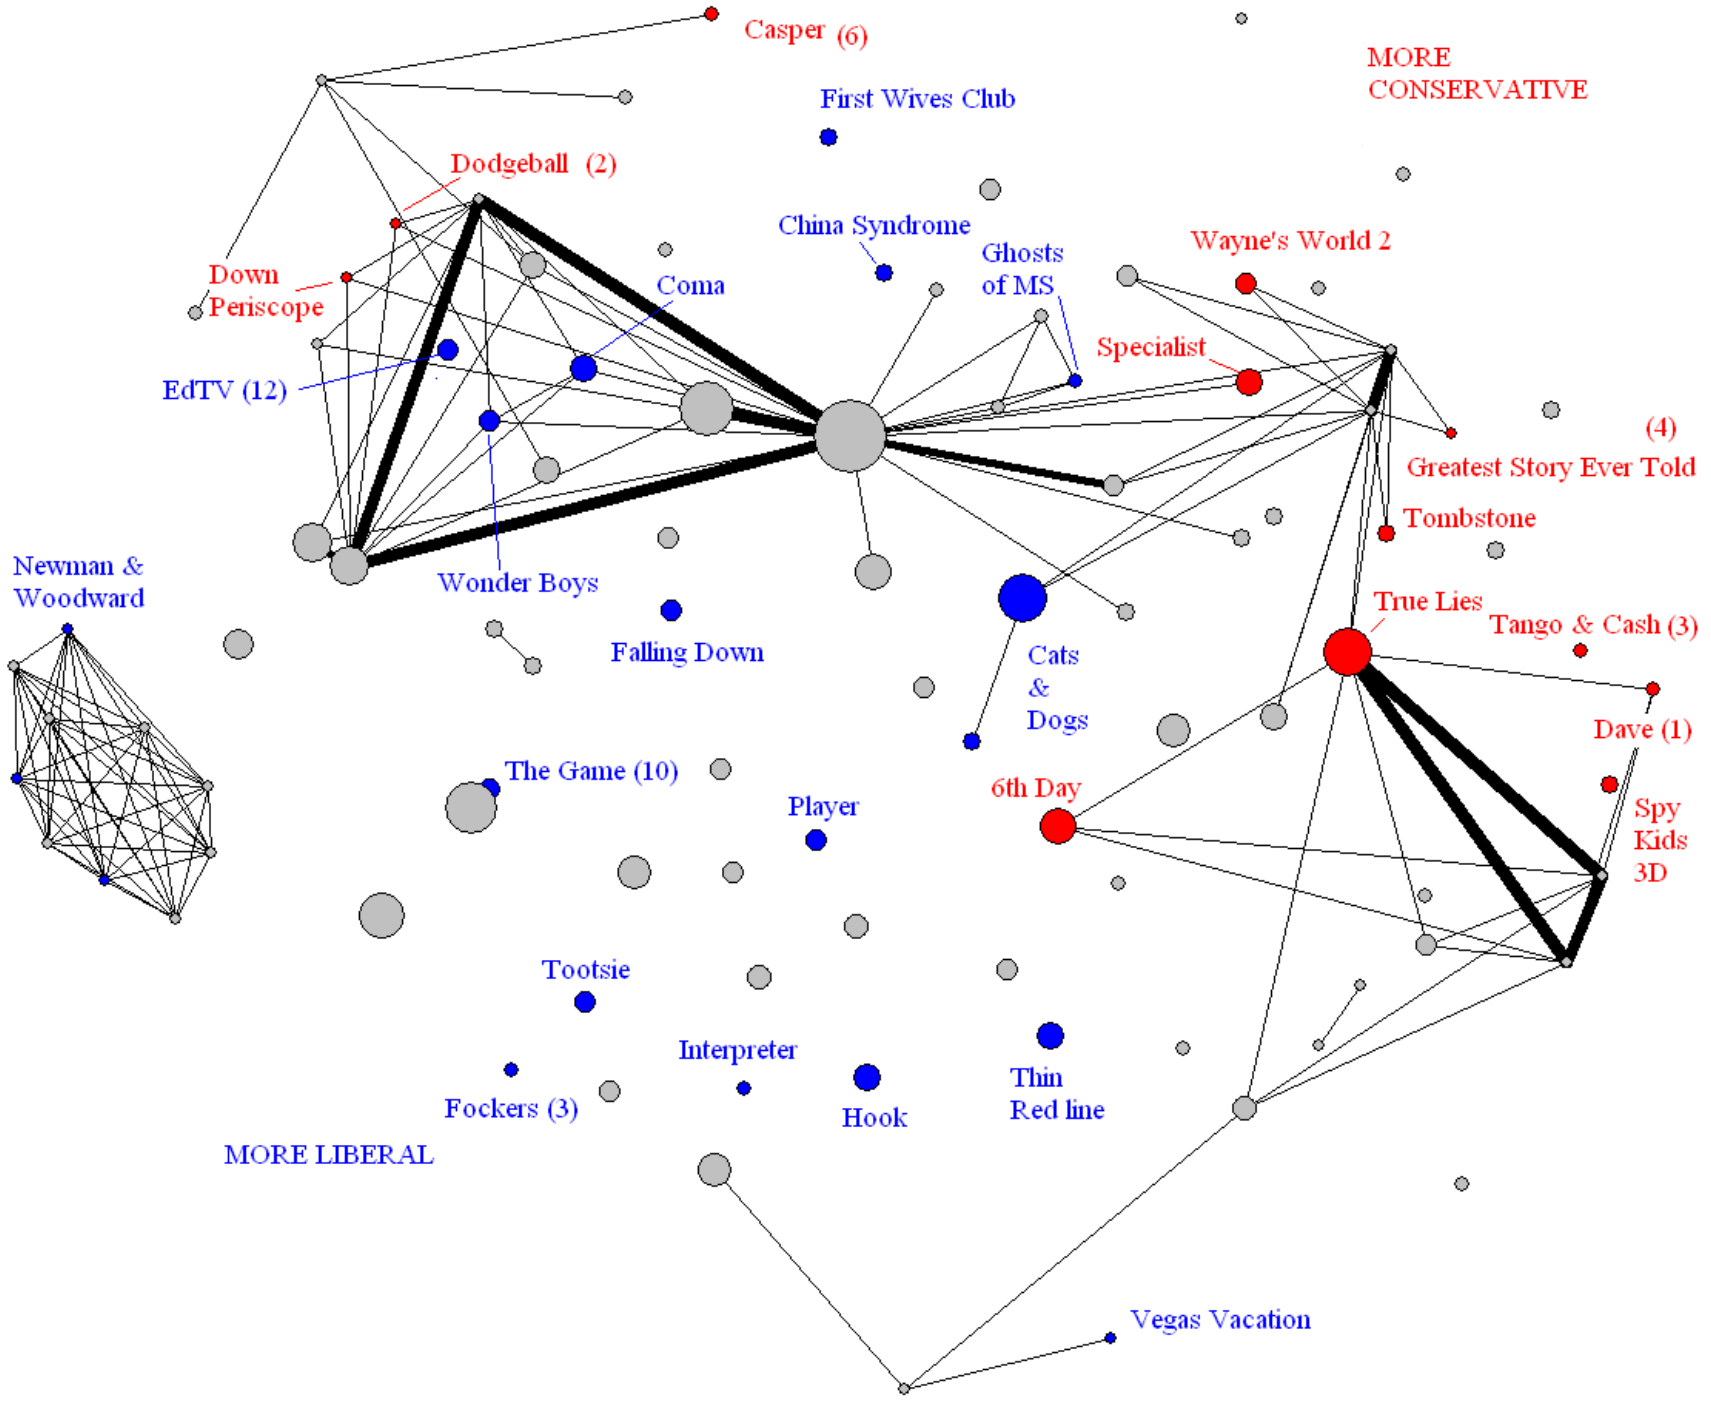 Casper (6)
MORE
CONSERVATIVE
First Wives Club
Dodgeball (2)
China Syndrome
Ghosts
of MS
Wayne's World 2
Down
Periscope
Coma
Specialist
EdTV (12)
(4)
Greatest Story Ever Told
Tombstone
Newman &
Woodward
Wonder Boys
True Lies
Tango & Cash (3)
Falling Down
Cats
&
Dogs
Dave (1)
The Game (10)
6th Day
Player
Spy
Kids
3D
Tootsie
Interpreter
Thin
Red line
Fockers (3)
Hook
MORE LIBERAL
Vegas Vacation